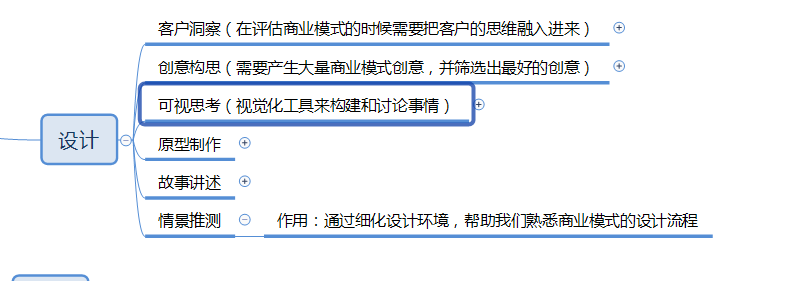 客户洞察（在评估商业模式的时候需要把客户的思维融入进来）
创意构思（需要产生大量商业模式创意，并筛选出最好的创意）
可视思考（视觉化工具来构建和讨论事情）
设计
原型制作
故事讲述
情景推测
作用：通过细化设计环境，帮助我们熟悉商业模式的设计流程